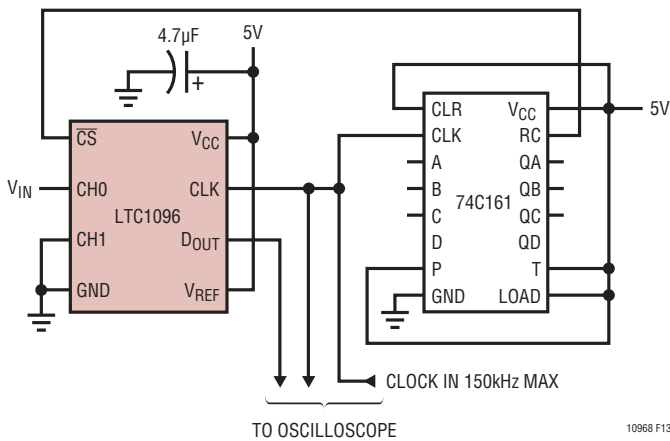 4.7µF
5V
CS
VCC
CH0
CLK
CH1
DOUT
GND
VREF
LTC1096
VIN
CLR
VCC
CLK
RC
A
QA
B
QB
C
QC
D
QD
P
T
GND
LOAD
74C161
5V
CLOCK IN 150kHz MAX
TO OSCILLOSCOPE
10968 F13